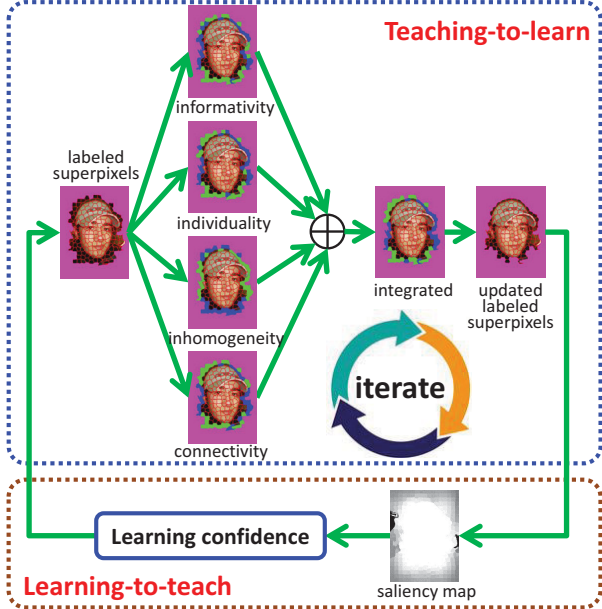 Teaching-to-learn
informativity
labeled
superpixels
individuality
integrated
updated
labeled
superpixels
inhomogeneity
iterate
connectivity
Learning confidence
Learning-to-teach
saliency map